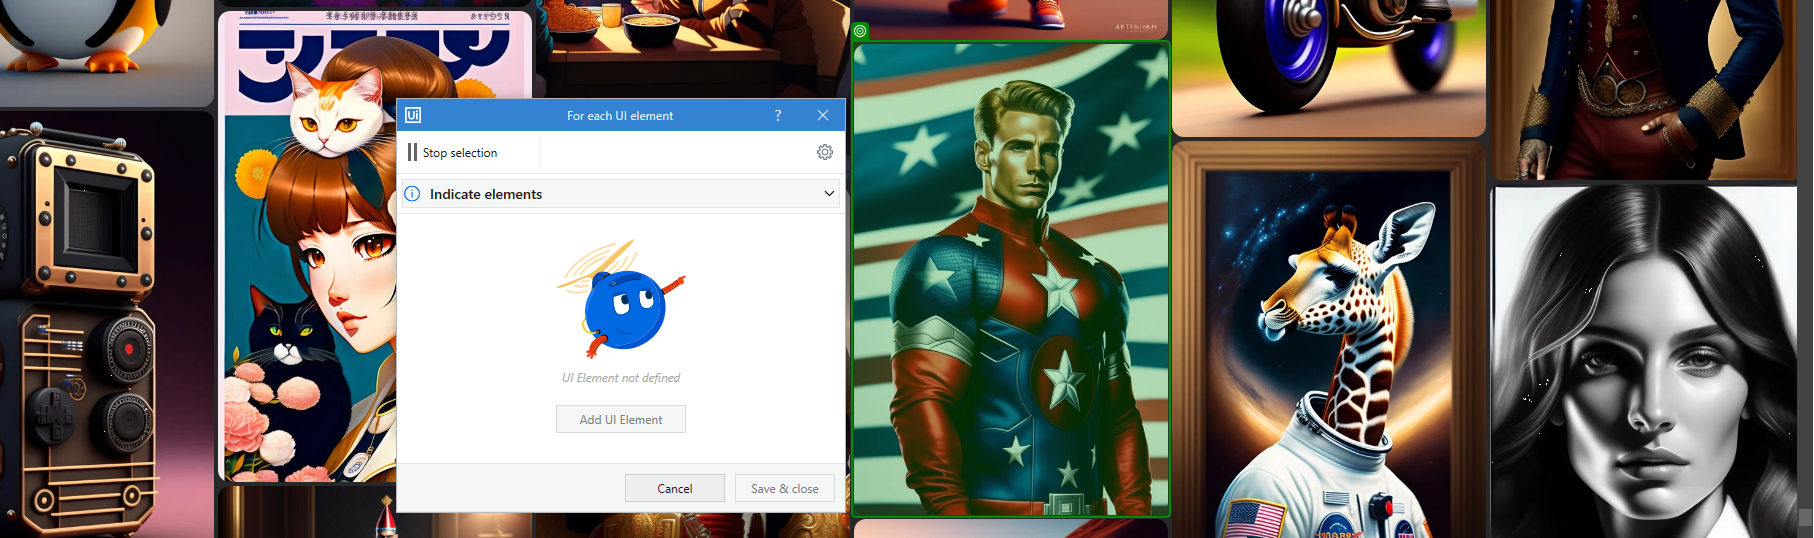 Ui
For each UI element
?
Stop selection
Indicate elements
UI Element not defined
Add UI Element
Cancel
Save & close